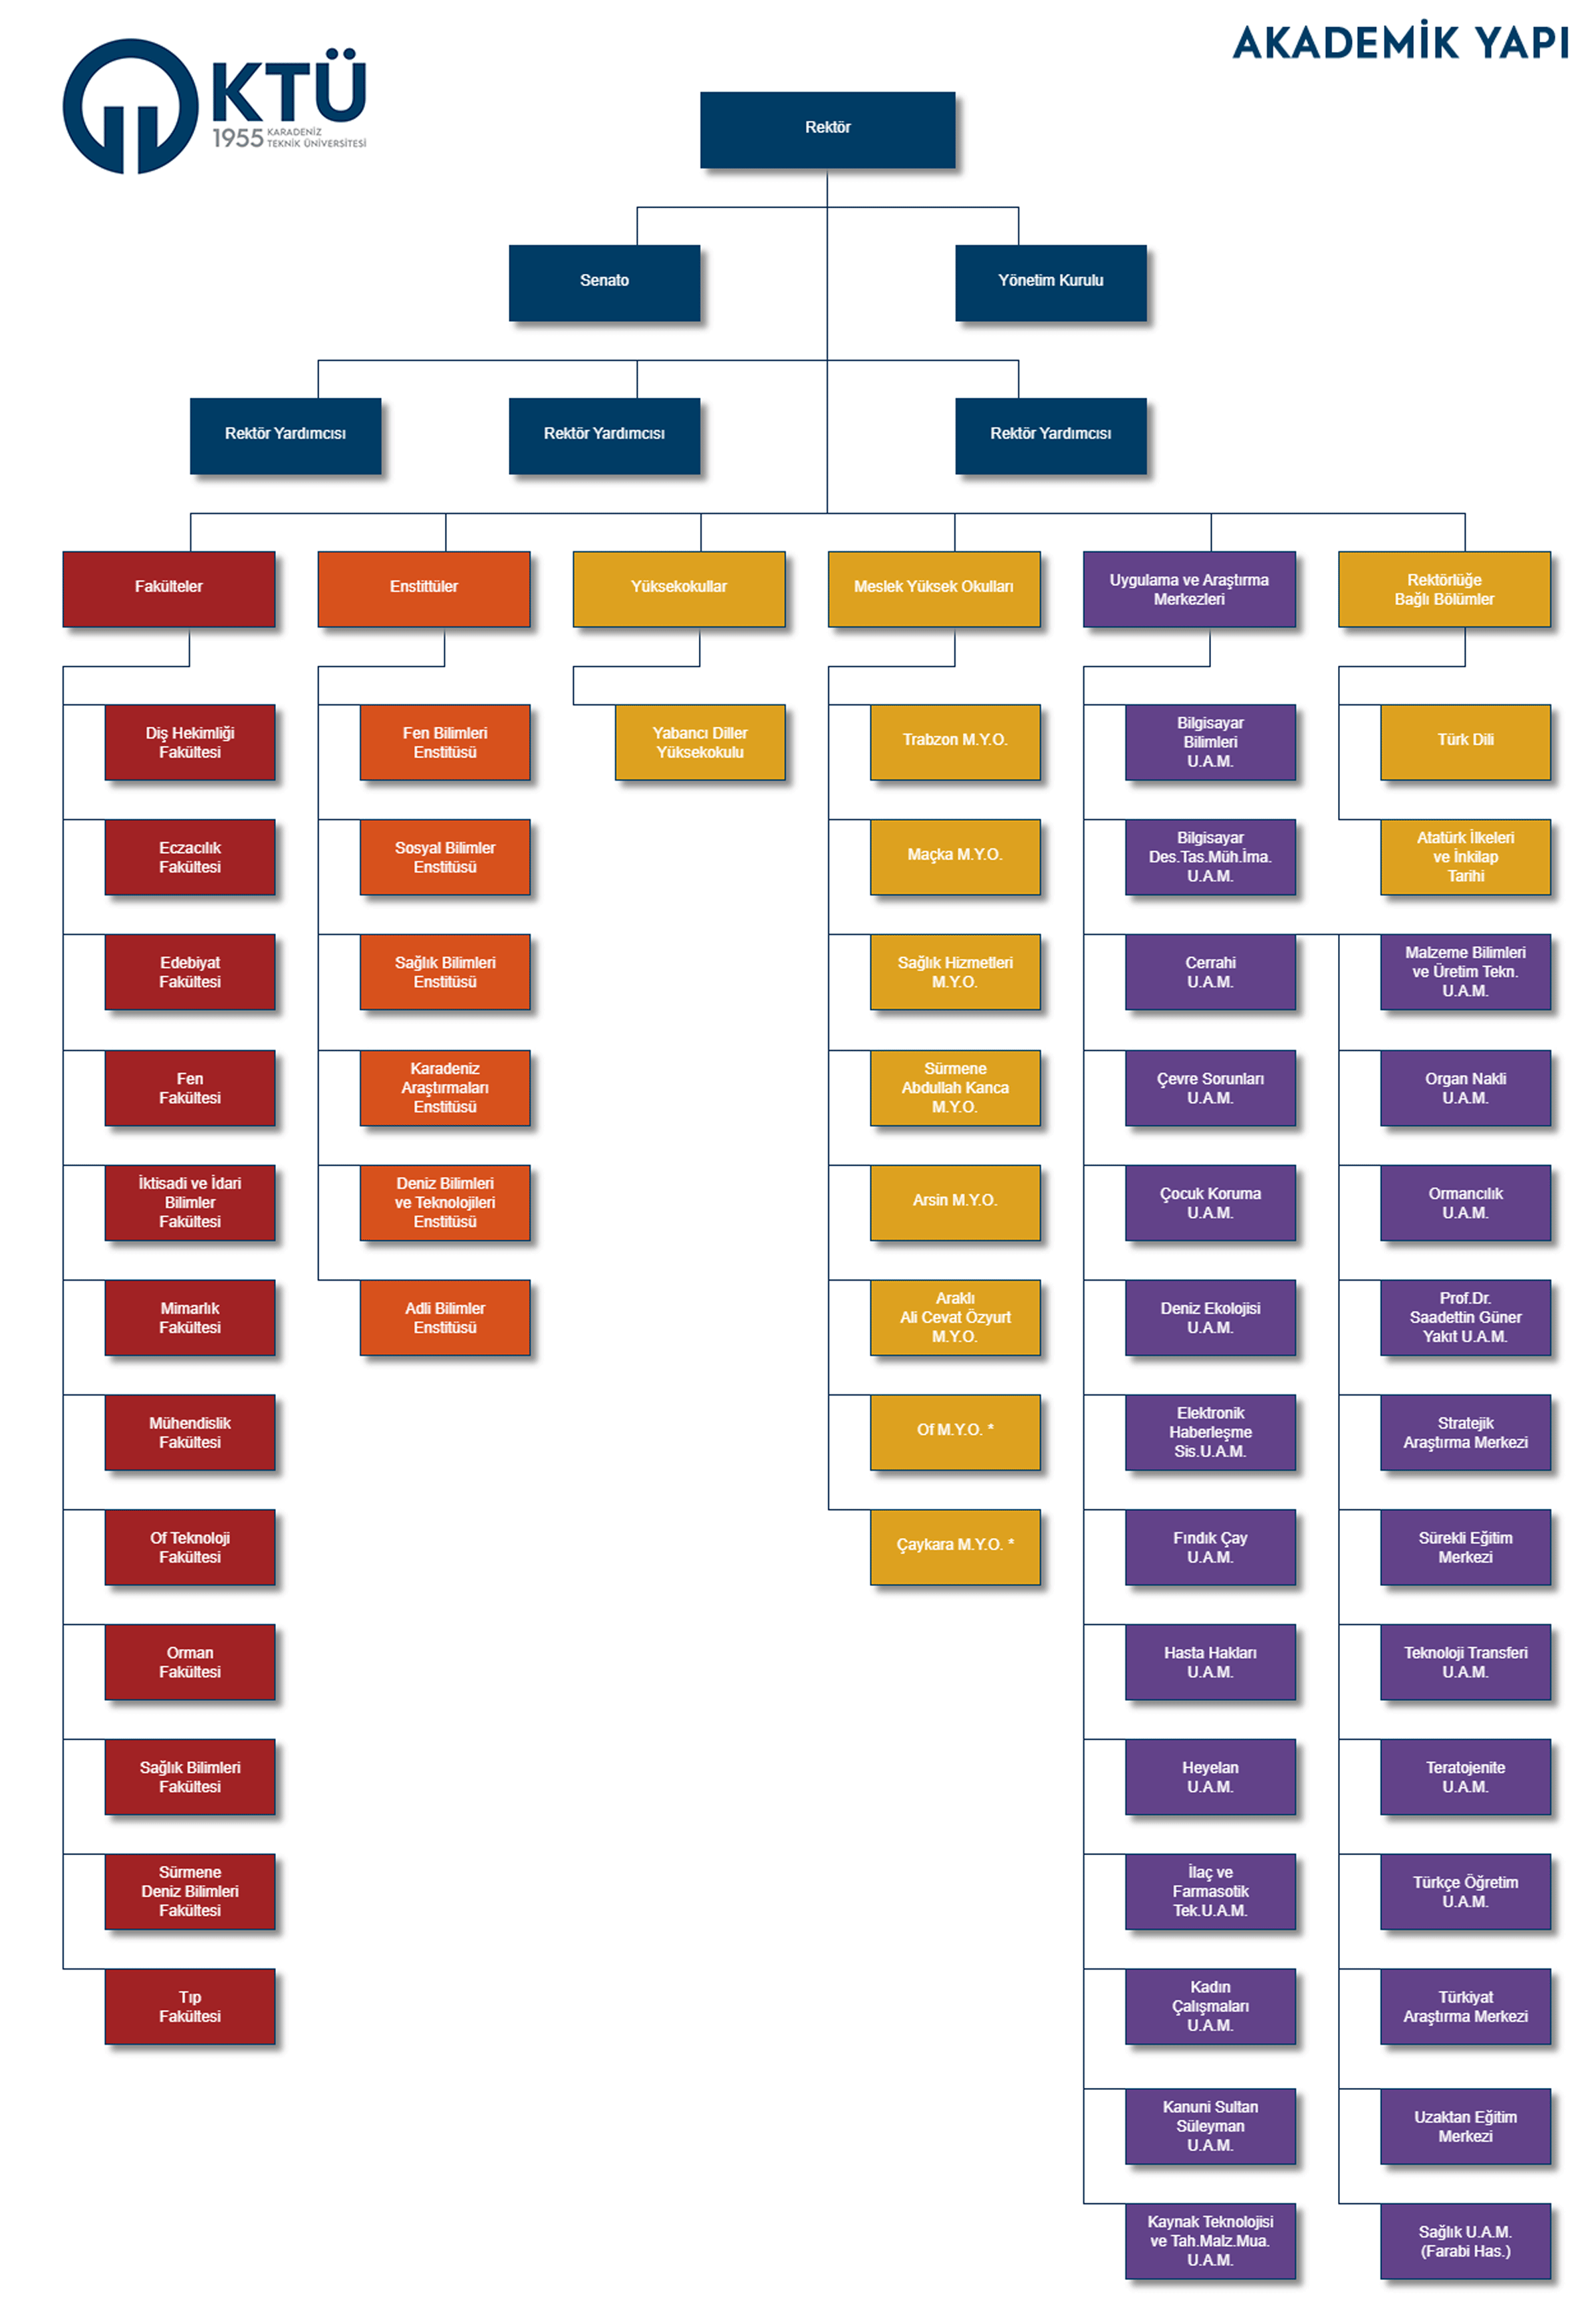 AKADEMİK YAPI
KTÜ
1955 KARADENİZ
TEKNİK ÜNİVERSİTESİ
Rektör
Senato
Yönetim Kurulu
Rektör Yardımcısı
Rektör Yardımcısı
Rektör Yardımcısı
Fakülteler
Diş Hekimliği
Fakültesi
Eczacılık
Fakültesi
Edebiyat
Fakültesi
Fen
Fakültesi
İktisadi ve İdari
Bilimler
Fakültesi
Mimarlık
Fakültesi
Mühendislik
Fakültesi
Of Teknoloji
Fakültesi
Orman
Fakültesi
Sağlık Bilimleri
Fakültesi
Sürmene
Deniz Bilimleri
Fakültesi
Tıp
Fakültesi
Enstittüler
Fen Bilimleri
Enstitüsü
Sosyal Bilimler
Enstitüsü
Sağlık Bilimleri
Enstitüsü
Karadeniz
Araştırmaları
Enstitüsü
Deniz Bilimleri
ve Teknolojileri
Enstitüsü
Adli Bilimler
Enstitüsü
Yüksekokullar
Yabancı Diller
Yüksekokulu
Meslek Yüksek Okulları
Trabzon M.Y.O.
Maçka M.Y.O.
Sağlık Hizmetleri
M.Y.O.
Sürmene
Abdullah Kanca
M.Y.O.
Arsin M.Y.O.
Araklı
Ali Cevat Özyurt
M.Y.O.
Of M.Y.O. *
Çaykara M.Y.O. *
Uygulama ve Araştırma
Merkezleri
Bilgisayar
Bilimleri
U.A.M.
Bilgisayar
Des.Tas.Müh.İma.
U.A.M.
Cerrahi
U.A.M.
Çevre Sorunları
U.A.M.
Çocuk Koruma
U.A.M.
Deniz Ekolojisi
U.A.M.
Elektronik
Haberleşme
Sis.U.A.M.
Fındık Çay
U.A.M.
Hasta Hakları
U.A.M.
Heyelan
U.A.M.
İlaç ve
Farmasotik
Tek.U.A.M.
Kadın
Çalışmaları
U.A.M.
Kanuni Sultan
Süleyman
U.A.M.
Kaynak Teknolojisi
ve Tah.Malz.Mua.
U.A.M.
Rektörlüğe
Bağlı Bölümler
Türk Dili
Atatürk İlkeleri
ve İnkilap
Tarihi
Malzeme Bilimleri
ve Üretim Tekn.
U.A.M.
Organ Nakli
U.A.M.
Ormancılık
U.A.M.
Prof.Dr.
Saadettin Güner
Yakıt U.A.M.
Stratejik
Araştırma Merkezi
Sürekli Eğitim
Merkezi
Teknoloji Transferi
U.A.M.
Teratojenite
U.A.M.
Türkçe Öğretim
U.A.M.
Türkiyat
Araştırma Merkezi
Uzaktan Eğitim
Merkezi
Sağlık U.A.M.
(Farabi Has.)